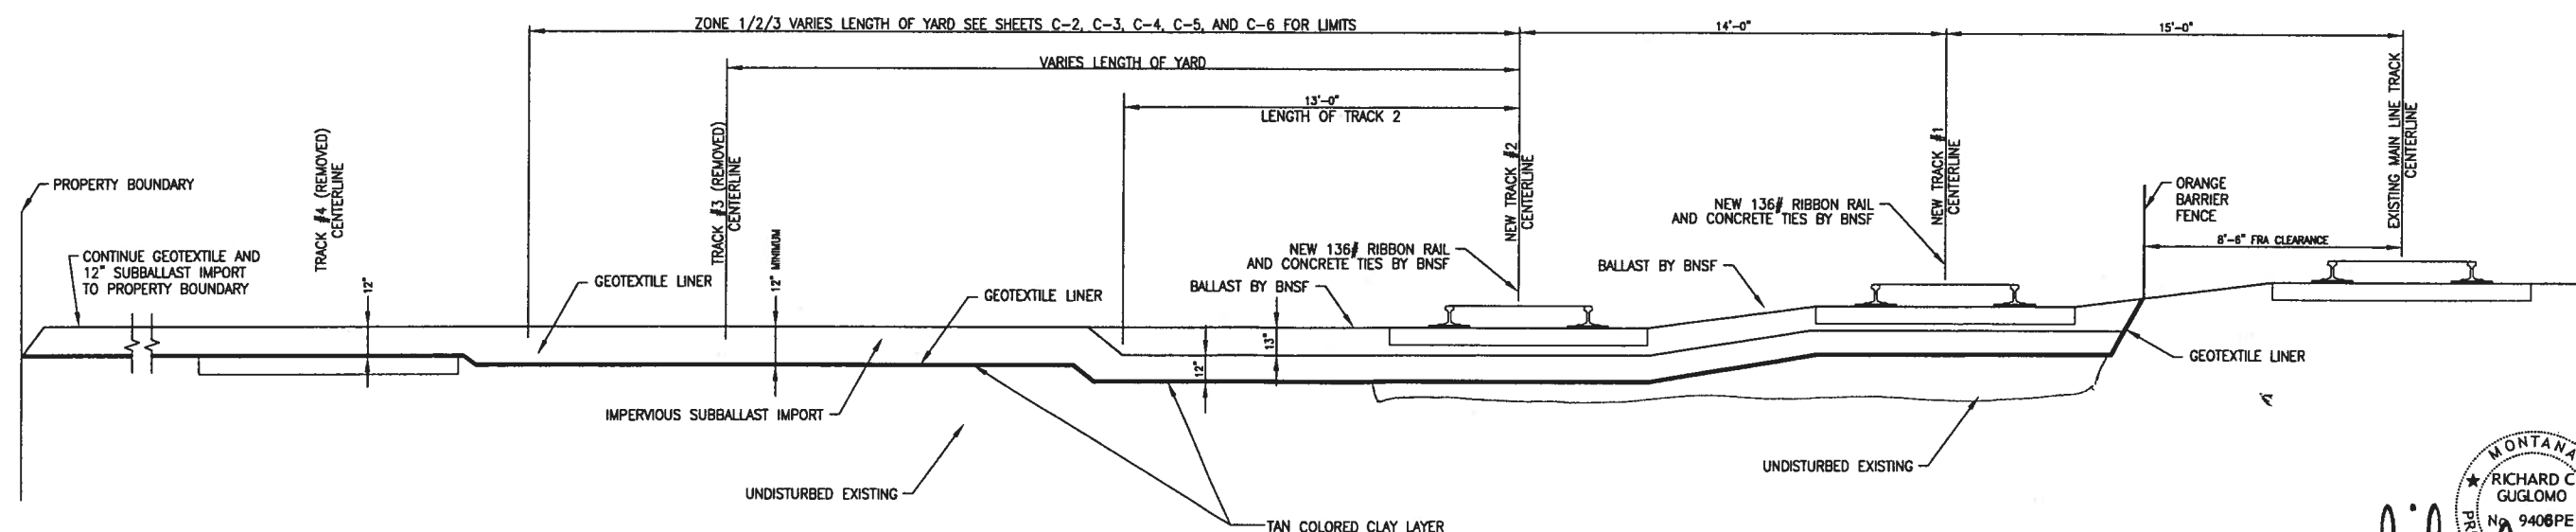 ZONE 1/2/3 VARIES LENGTH OF YARD SEE SHEETS C-2, C-3, C-4, C-5, AND C-6 FOR LIMITS
14'-0"
15'-0"
VARIES LENGTH OF YARD
13'-0"
LENGTH OF TRACK 2
PROPERTY BOUNDARY
TRACK #4 (REMOVED)
CENTERLINE
TRACK #3 (REMOVED)
CENTERLINE
NEW TRACK #2
CENTERLINE
NEW TRACK #1
CENTERLINE
EXISTING MAIN LINE TRACK
CENTERLINE
ORANGE
BARRIER
FENCE
8'-6" FRA CLEARANCE
NEW 136# RIBBON RAIL
AND CONCRETE TIES BY BNSF
NEW 136# RIBBON RAIL
AND CONCRETE TIES BY BNSF
CONTINUE GEOTEXTILE AND
12" SUBBALLAST IMPORT
TO PROPERTY BOUNDARY
12"
12" MINIMUM
GEOTEXTILE LINER
GEOTEXTILE LINER
BALLAST BY BNSF
BALLAST BY BNSF
13"
12"
GEOTEXTILE LINER
IMPERVIOUS SUBBALLAST IMPORT
UNDISTURBED EXISTING
UNDISTURBED EXISTING
TAN COLORED CLAY LAYER
MONTANA
RICHARD C
GUGLOMO
No. 9406PE